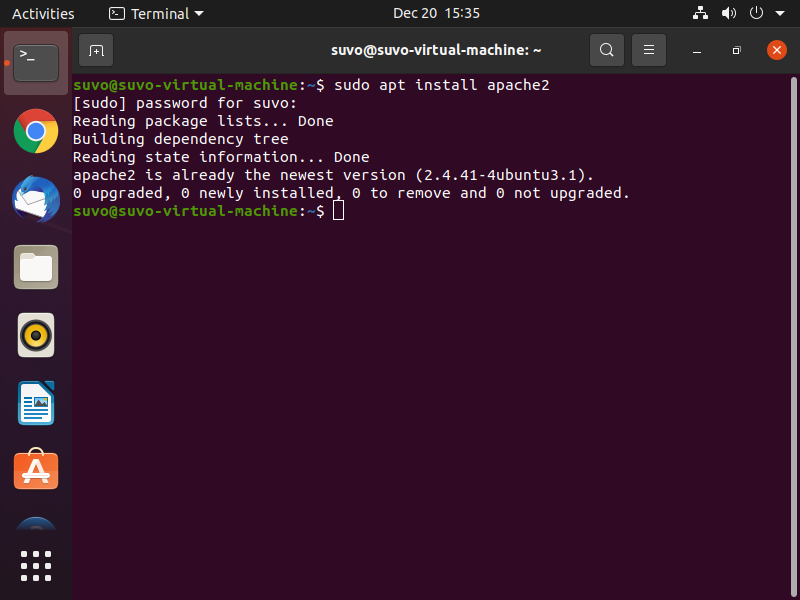 Activities Terminal Dec 20 15:35
suvo@suvo-virtual-machine: ~
suvo@suvo-virtual-machine:~$ sudo apt install apache2
[sudo] password for suvo:
Reading package lists... Done
Building dependency tree
Reading state information... Done
apache2 is already the newest version (2.4.41-4ubuntu3.1).
0 upgraded, 0 newly installed, 0 to remove and 0 not upgraded.
suvo@suvo-virtual-machine:~$